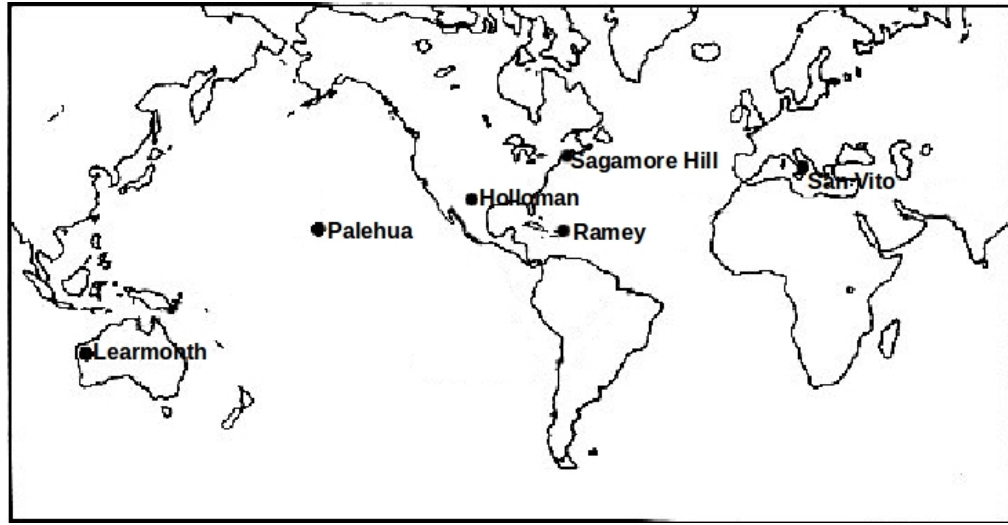 Sagamore Hill
San Vito
Holloman
Palehua
Ramey
Learmonth